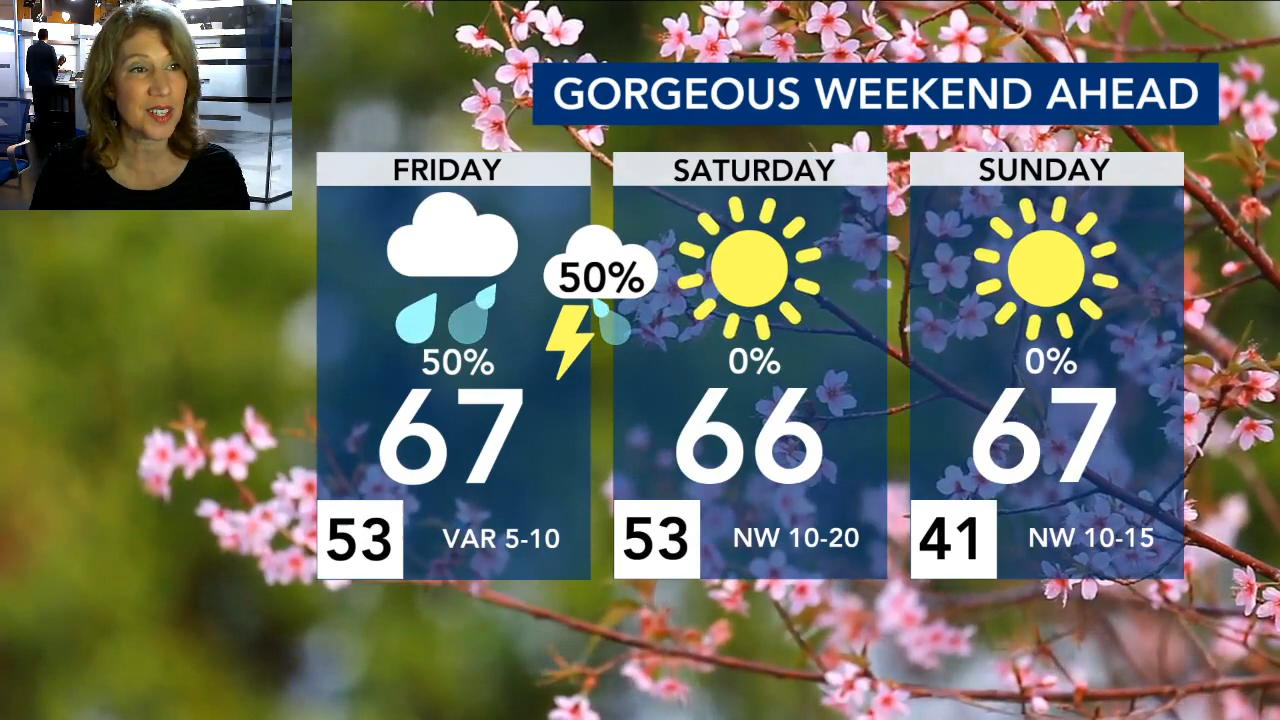 GORGEOUS WEEKEND AHEAD
FRIDAY
50%
67
53
VAR 5-10
50%
SATURDAY
0%
66
53
NW 10-20
SUNDAY
0%
67
41
NW 10-15